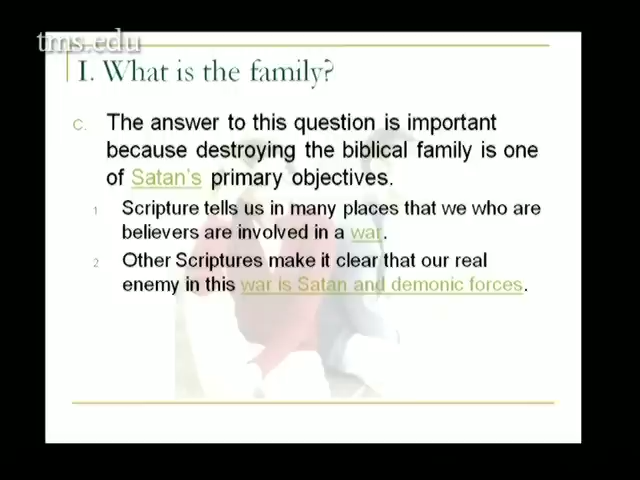 tms.edu
I. What is the family?
C. The answer to this question is important
because destroying the biblical family is one
of Satan's primary objectives.
1 Scripture tells us in many places that we who are
believers are involved in a war.
2 Other Scriptures make it clear that our real
enemy in this war is Satan and demonic forces.